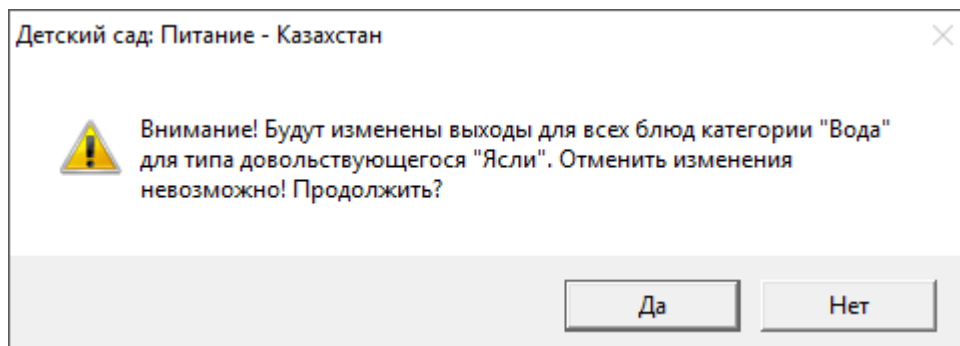 Детский сад: Питание - Казахстан
Внимание! Будут изменены выходы для всех блюд категории "Вода"
для типа довольствующегося "Ясли". Отменить изменения
невозможно! Продолжить?
Да
Нет